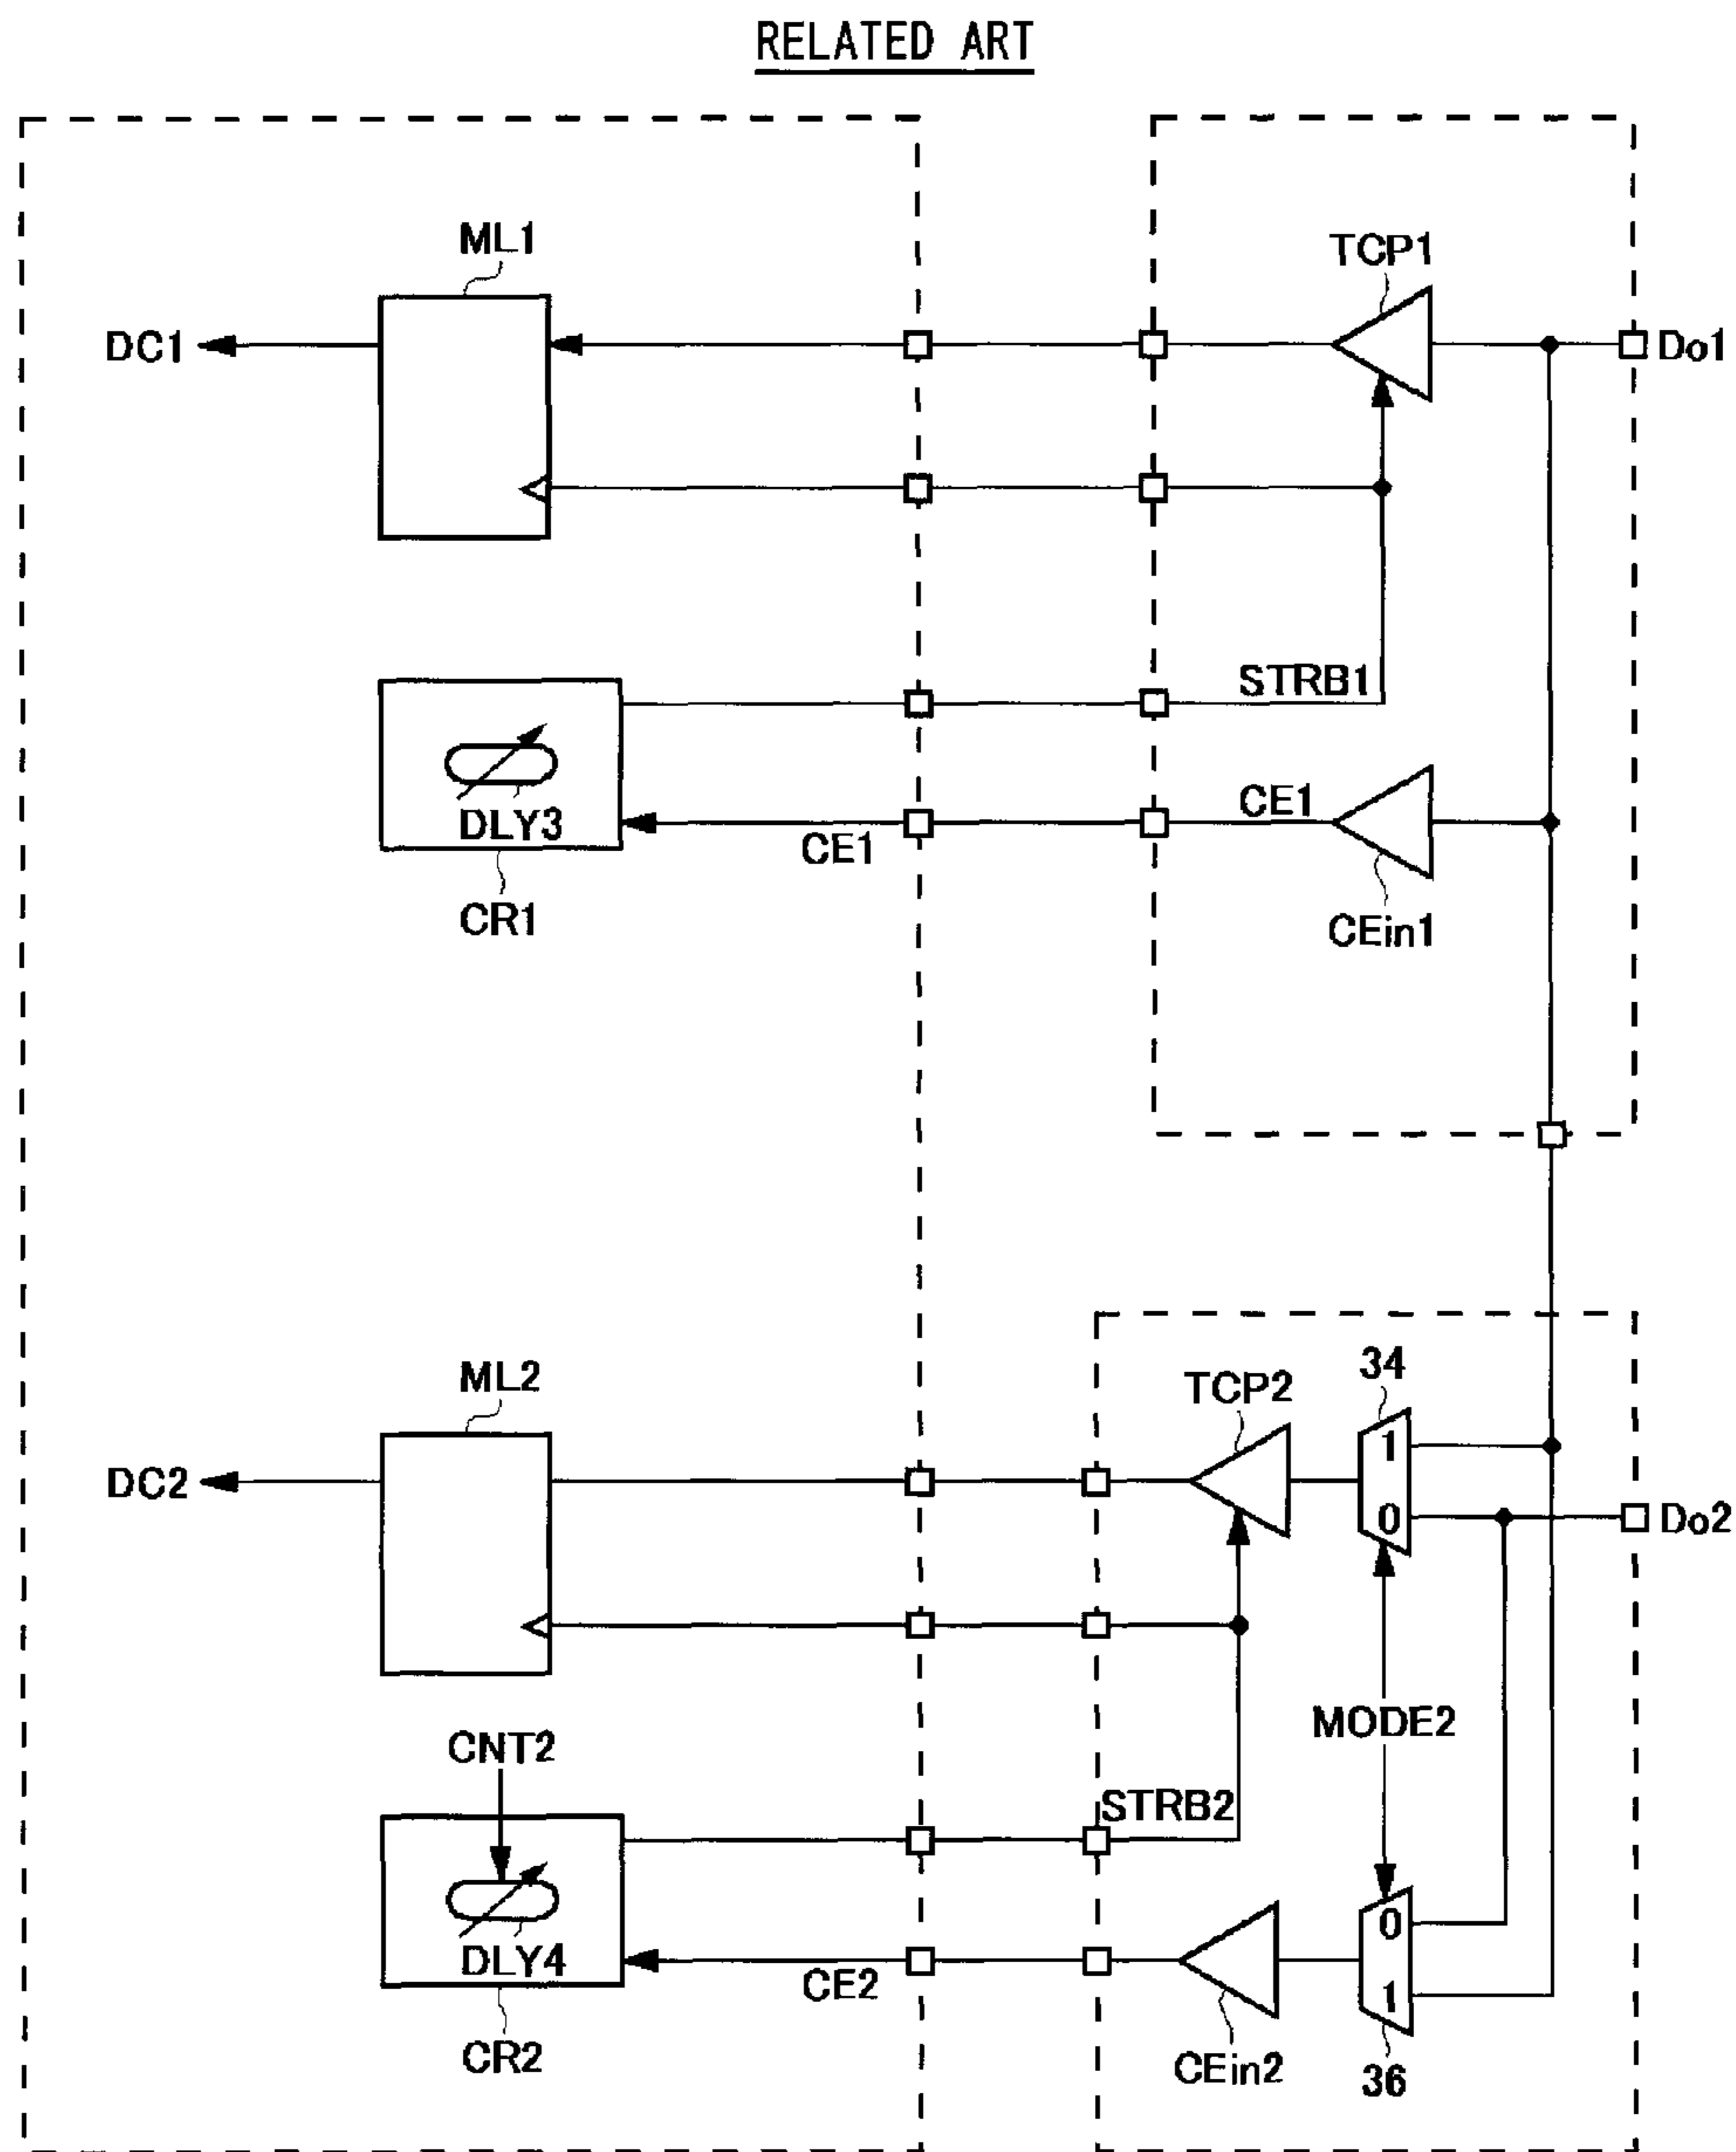 RELATED ART
ML1
TCP1
DC1
Do1
STRB1
DLY3
CE1
CE1
CR1
CEin1
ML2
TCP2
34
1
DC2
0
Do2
CNT2
MODE2
STRB2
0
DLY4
CE2
1
CR2
CEin2
36